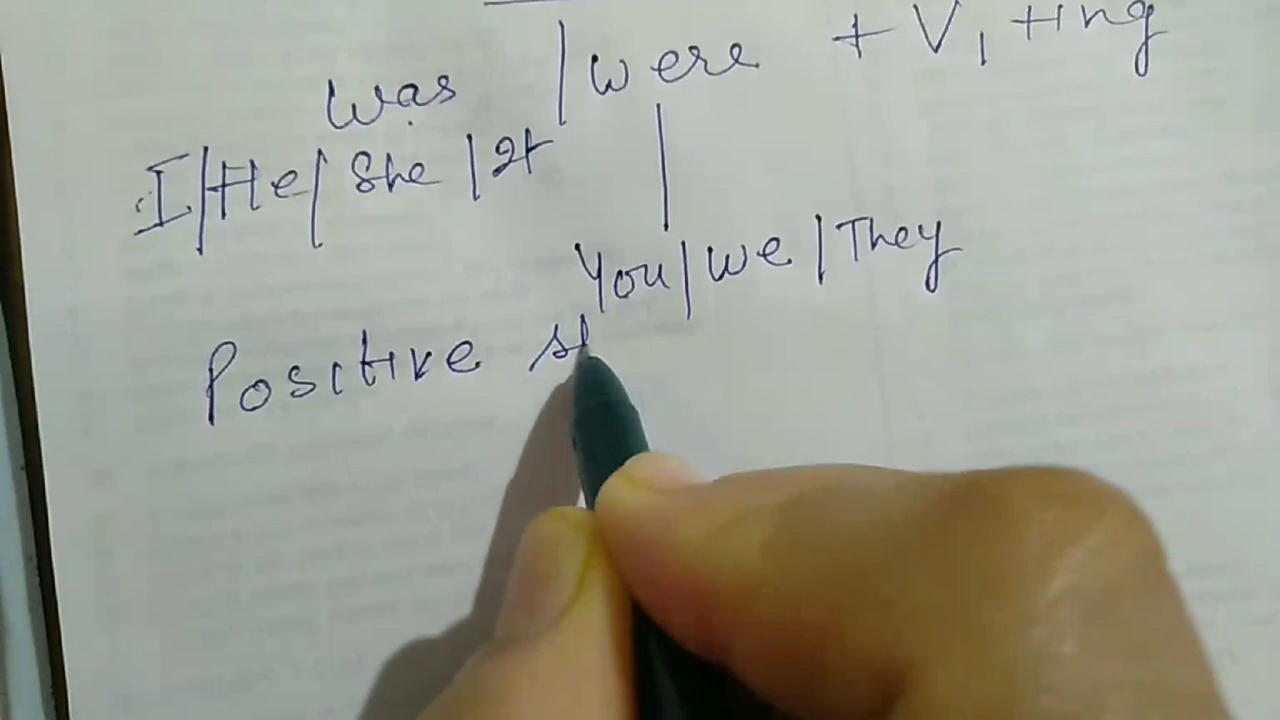 was | were + V1 + ing
I | He | She | It
You | we | They
Positive